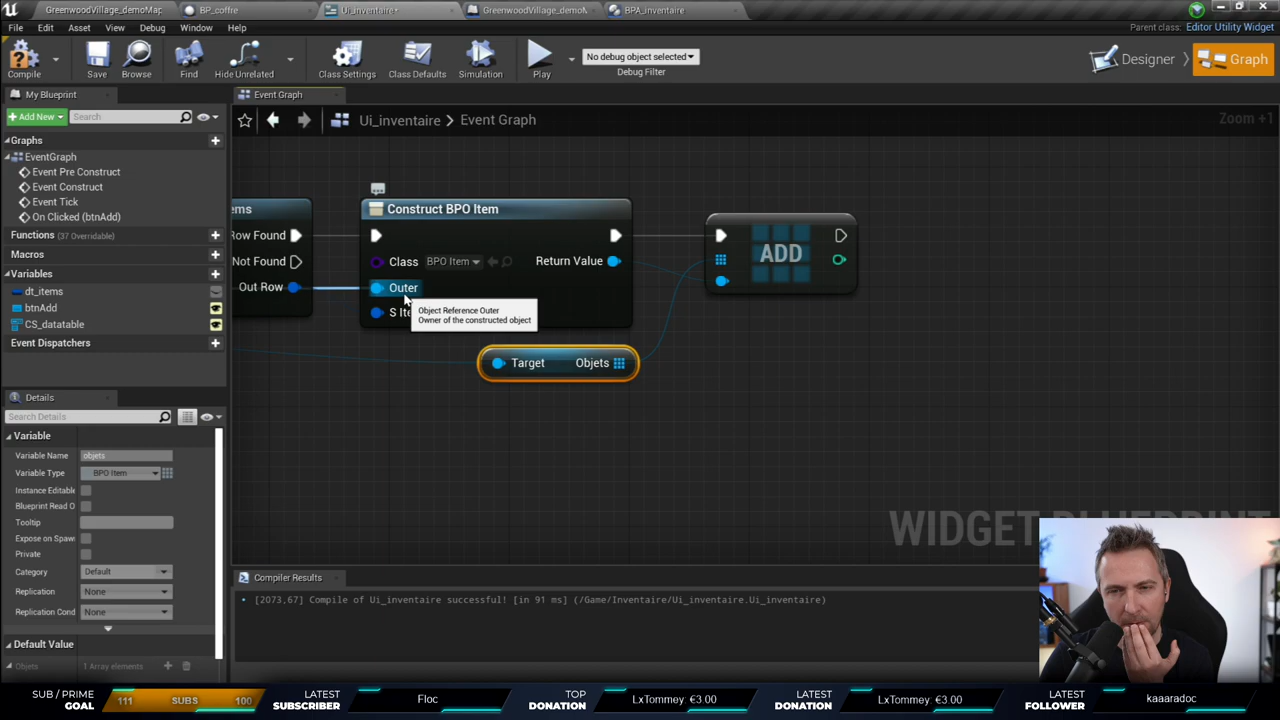 GreenwoodVillage_demoMap
BP_coffre
Ui_inventaire•
GreenwoodVillage_demoM
BPA_inventaire
File Edit Asset View Debug Window Help
Parent class: Editor Utility Widget
Compile
Save
Browse
Find
Hide Unrelated
Class Settings
Class Defaults
Simulation
Play
No debug object selected
Debug Filter
Designer
Graph
My Blueprint
Event Graph
+Add New
Search
Ui_inventaire > Event Graph
Zoom +1
Graphs
EventGraph
Event Pre Construct
Event Construct
Event Tick
On Clicked (btnAdd)
Functions (37 Overridable)
Macros
Variables
dt_items
btnAdd
CS_datatable
Event Dispatchers
ems
Row Found
Not Found
Out Row
Construct BPO Item
Class BPO Item
Return Value
Outer
S Ite
Object Reference Outer
Owner of the constructed object
ADD
Target Objets
Details
Search Details
Variable
Variable Name objets
Variable Type BPO Item
Instance Editable
Blueprint Read O
Tooltip
Expose on Spawn
Private
Category Default
Replication None
Replication Cond None
Default Value
Objets 1 Array elements
WIDGET BLUEPRINT
Compiler Results
[2073,67] Compile of Ui_inventaire successful! [in 91 ms] (/Game/Inventaire/Ui_inventaire.Ui_inventaire)
SUB / PRIME GOAL
111 SUBS 100
LATEST SUBSCRIBER
Floc
TOP DONATION
LxTommey €3.00
LATEST DONATION
LxTommey €3.00
LATEST FOLLOWER
kaaaradoc